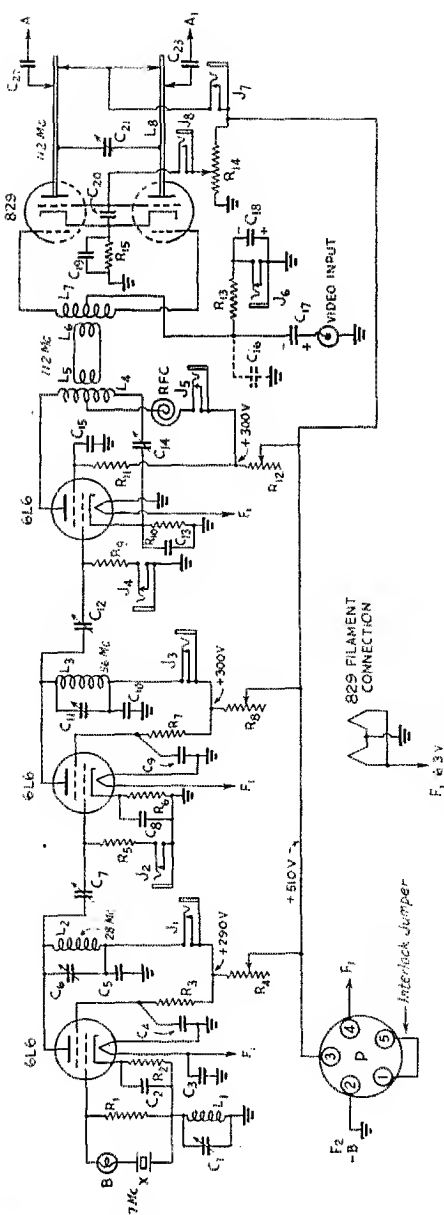 6L6
B
7 MC
X
R1
C1
L1
C2
R2
C3
F1
C4
R3
C5
C6
L2
28 MC
J1
+290V
R4
C7
6L6
R5
J2
C8
R6
F1
C9
R7
C10
C11
L3
56 MC
J3
+300V
R8
C12
6L6
R9
J4
R10
C13
F1
C14
C15
R11
L4
L5
L6
L7
112 MC
RFC
J5
+300V
R12
829
C19
R15
C20
C21
112 MC
L8
C22
A
C23
A1
J8
J7
R14
R13
C18
- +
J6
C16
C17
- +
VIDEO INPUT
+510V
829 FILAMENT
CONNECTION
F1 6.3V
F2
-B
P
1
2
3
4
5
F1
Interlock Jumper